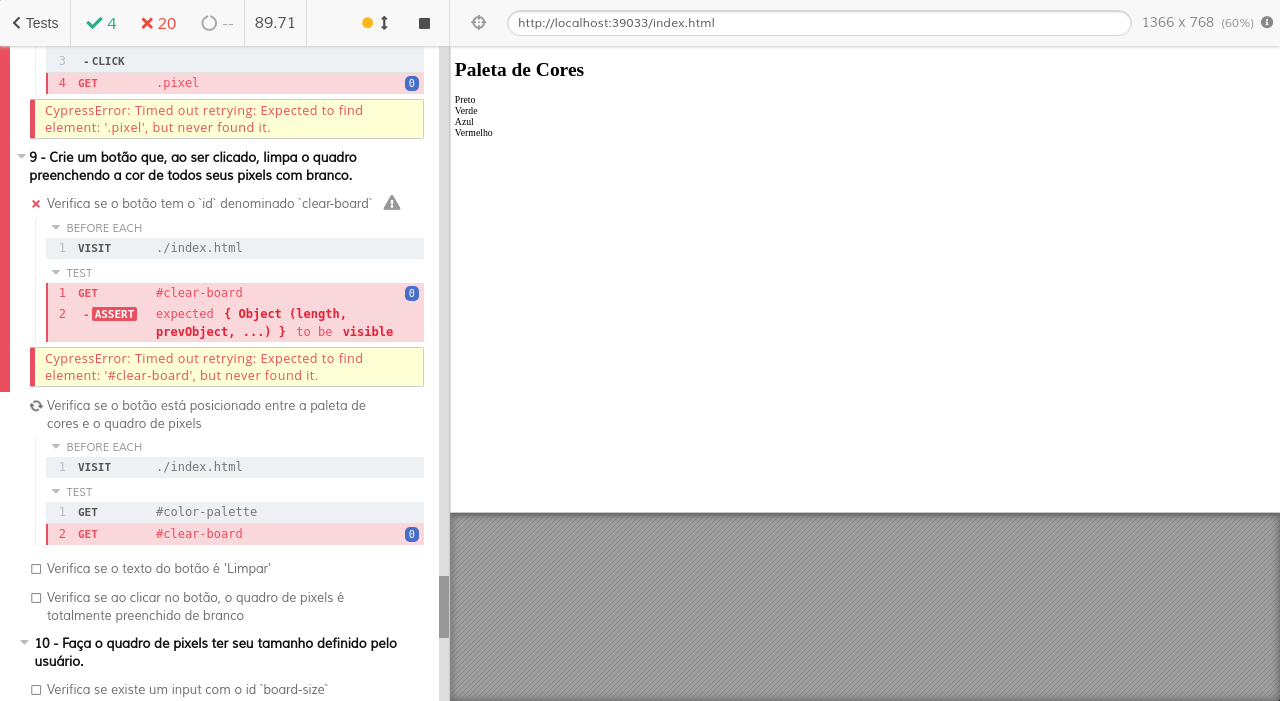 Tests
4
20
--
89.71
http://localhost:39033/index.html
1366 x 768 (60%)
3 - CLICK
4 GET .pixel 0
CypressError: Timed out retrying: Expected to find
element: '.pixel', but never found it.
9 - Crie um botão que, ao ser clicado, limpa o quadro
preenchendo a cor de todos seus pixels com branco.
Verifica se o botão tem o `id` denominado `clear-board`
BEFORE EACH
1 VISIT ./index.html
TEST
1 GET #clear-board 0
2 - ASSERT expected { Object (length,
prevObject, ...) } to be visible
CypressError: Timed out retrying: Expected to find
element: '#clear-board', but never found it.
Verifica se o botão está posicionado entre a paleta de
cores e o quadro de pixels
BEFORE EACH
1 VISIT ./index.html
TEST
1 GET #color-palette
2 GET #clear-board 0
Verifica se o texto do botão é 'Limpar'
Verifica se ao clicar no botão, o quadro de pixels é
totalmente preenchido de branco
10 - Faça o quadro de pixels ter seu tamanho definido pelo
usuário.
Verifica se existe um input com o id `board-size`
Paleta de Cores
Preto
Verde
Azul
Vermelho